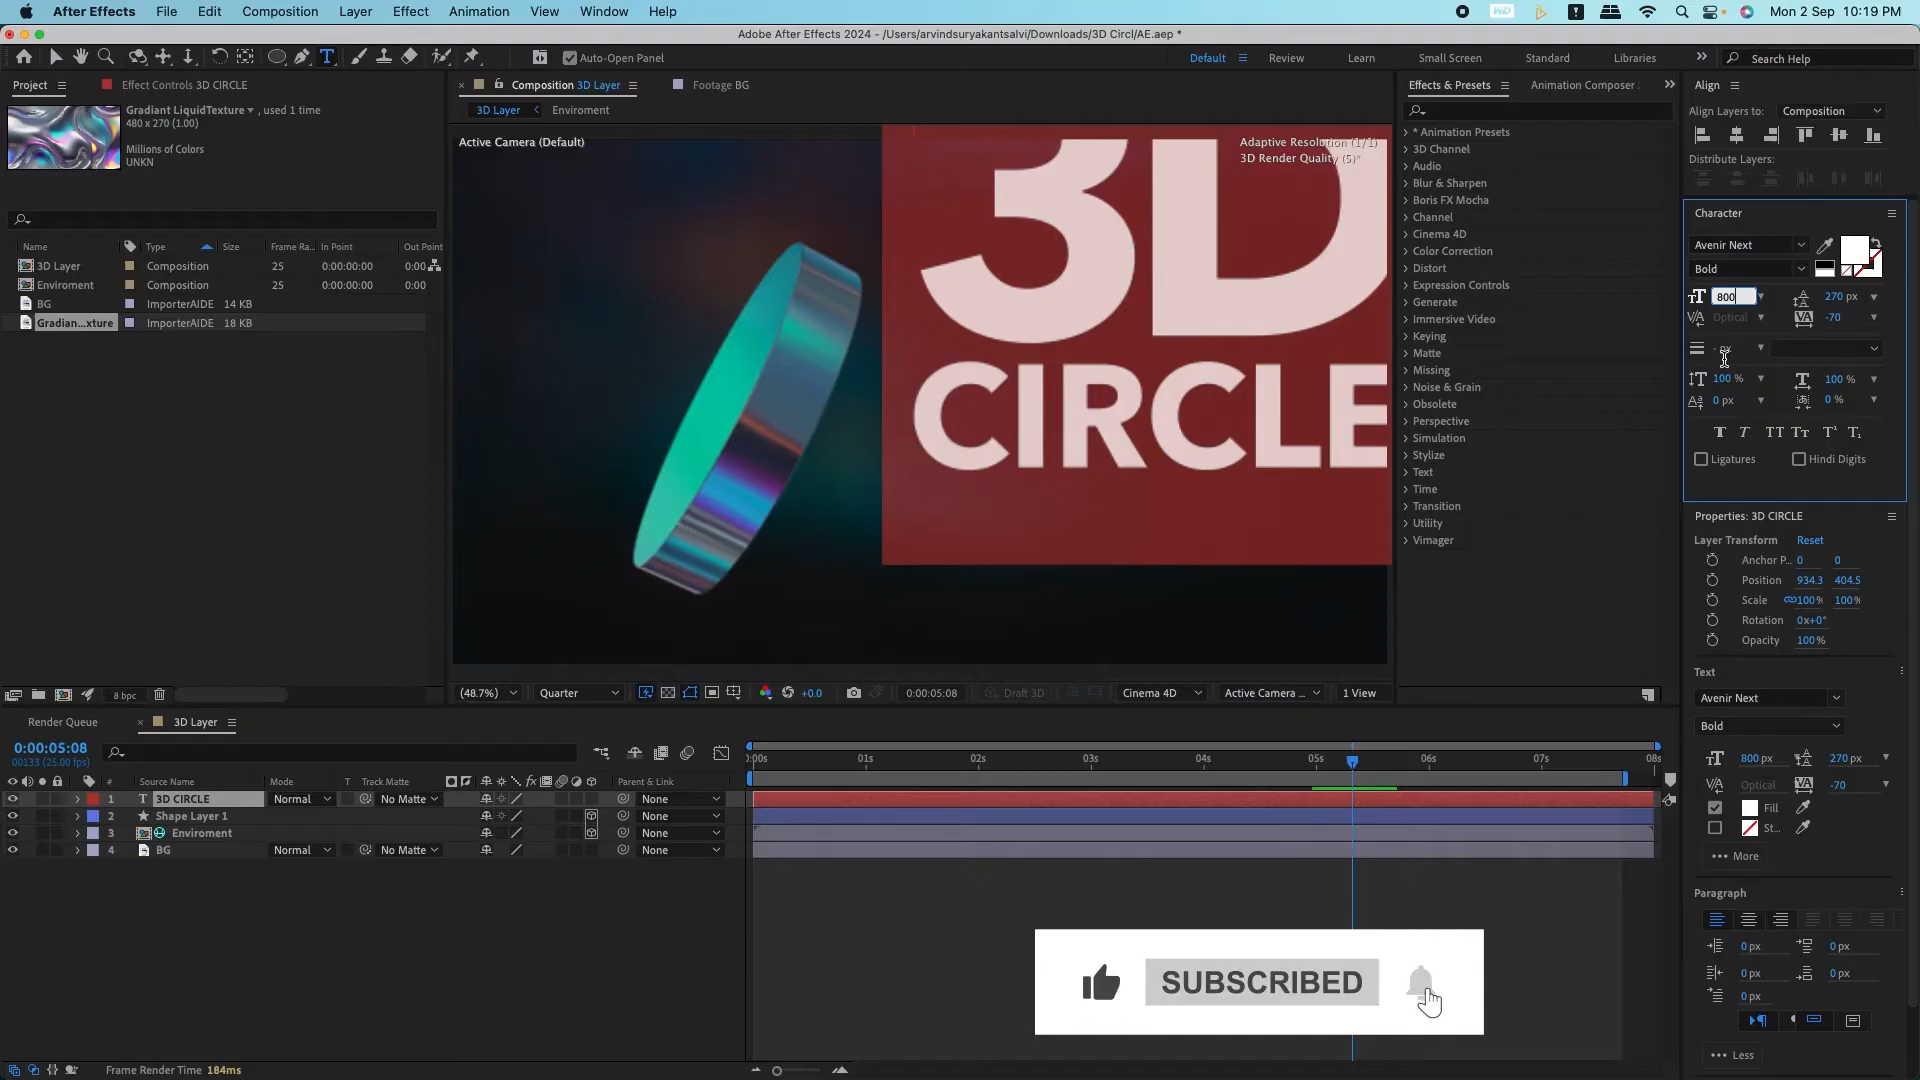 After Effects File Edit Composition Layer Effect Animation View Window Help
Mon 2 Sep 10:19 PM
Adobe After Effects 2024 - /Users/arvindsuryakantsalvi/Downloads/3D Circl/AE.aep *
Auto-Open Panel
Default Review Learn Small Screen Standard Libraries
Search Help
Project
Effect Controls 3D CIRCLE
Gradiant LiquidTexture , used 1 time
480 x 270 (1.00)
Millions of Colors
UNKN
Name Type Size Frame Ra... In Point Out Point
3D Layer Composition 25 0:00:00:00 0:00
Enviroment Composition 25 0:00:00:00 0:00
BG ImporterAIDE 14 KB
Gradian...xture ImporterAIDE 18 KB
8 bpc
Composition 3D Layer
Footage BG
3D Layer Enviroment
Active Camera (Default)
Adaptive Resolution (1/1)
3D Render Quality (5)*
3D
CIRCLE
(48.7%) Quarter +0.0 0:00:05:08 Draft 3D Cinema 4D Active Camera ... 1 View
Effects & Presets
Animation Composer
* Animation Presets
3D Channel
Audio
Blur & Sharpen
Boris FX Mocha
Channel
Cinema 4D
Color Correction
Distort
Expression Controls
Generate
Immersive Video
Keying
Matte
Missing
Noise & Grain
Obsolete
Perspective
Simulation
Stylize
Text
Time
Transition
Utility
Vimager
Align
Align Layers to: Composition
Distribute Layers:
Character
Avenir Next
Bold
800 270 px
Optical -70
- px
100 % 100 %
0 px 0 %
Ligatures Hindi Digits
Properties: 3D CIRCLE
Layer Transform Reset
Anchor P... 0 0
Position 934.3 404.5
Scale 100% 100%
Rotation 0x+0°
Opacity 100%
Text
Avenir Next
Bold
800 px 270 px
Optical -70
Fill
St...
More
Paragraph
0 px 0 px
0 px 0 px
0 px
Less
Render Queue
3D Layer
0:00:05:08
00133 (25.00 fps)
# Source Name Mode T Track Matte Parent & Link
1 T 3D CIRCLE Normal No Matte None
2 Shape Layer 1 None
3 Enviroment None
4 BG Normal No Matte None
:00s 01s 02s 03s 04s 05s 06s 07s 08s
SUBSCRIBED
Frame Render Time 184ms